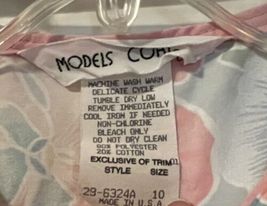 MODELS
MACHINE WASH WARM
DELICATE CYCLE
TUMBLE DRY LOW
REMOVE IMMEDIATELY
COOL IRON IF NEEDED
NON-CHLORINE
BLEACH ONLY
DO NOT DRY CLEAN
80% POLYESTER
20% COTTON
EXCLUSIVE OF TRIM
STYLE SIZE
29-6324A 10
MADE IN U.S.A